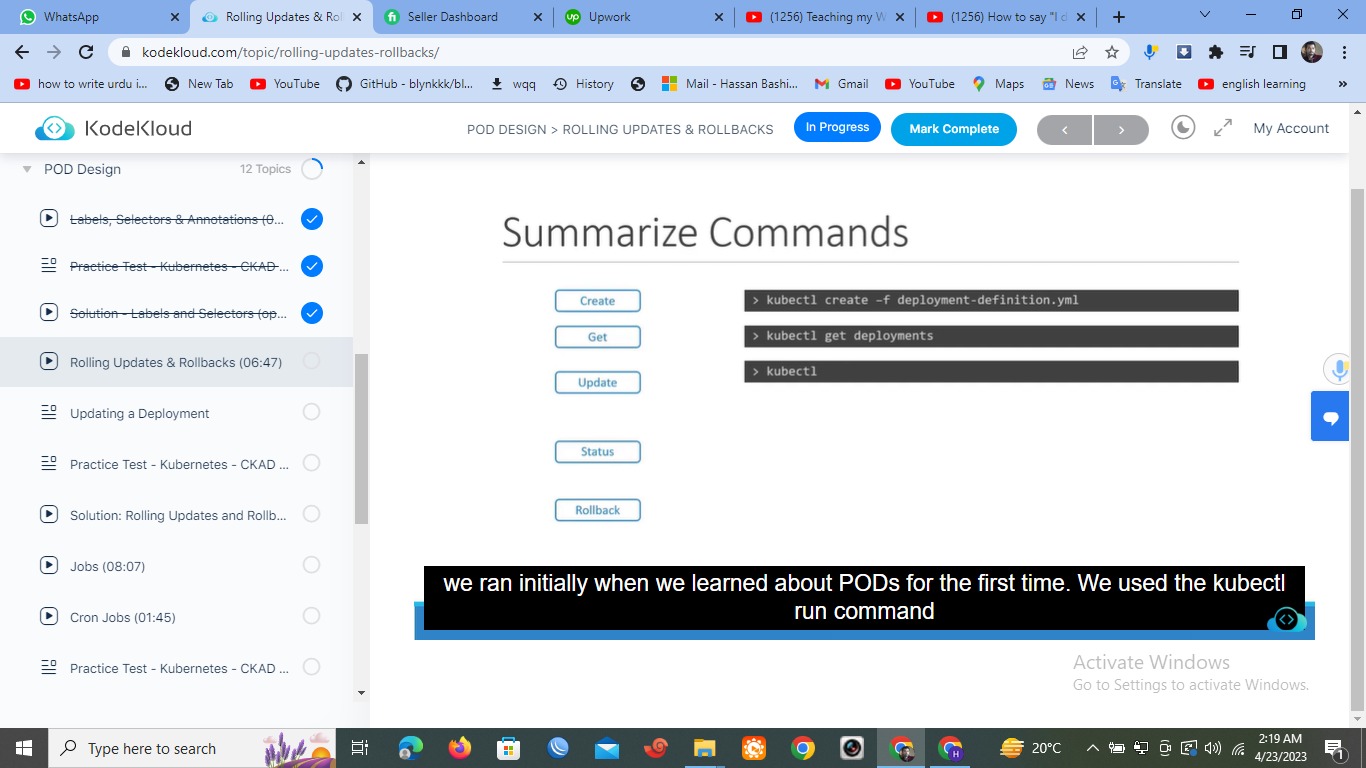 WhatsApp
Rolling Updates & Rol
Seller Dashboard
Upwork
(1256) Teaching my W
(1256) How to say "I d
kodekloud.com/topic/rolling-updates-rollbacks/
how to write urdu i...
New Tab
YouTube
GitHub - blynkkk/bl...
wqq
History
Mail - Hassan Bashi...
Gmail
YouTube
Maps
News
Translate
english learning
»
KodeKloud
POD DESIGN > ROLLING UPDATES & ROLLBACKS
In Progress
Mark Complete
My Account
POD Design
12 Topics
Labels, Selectors & Annotations (0...
Practice Test - Kubernetes - CKAD ...
Solution - Labels and Selectors (op...
Rolling Updates & Rollbacks (06:47)
Updating a Deployment
Practice Test - Kubernetes - CKAD ...
Solution: Rolling Updates and Rollb...
Jobs (08:07)
Cron Jobs (01:45)
Practice Test - Kubernetes - CKAD ...
Summarize Commands
Create
> kubectl create –f deployment-definition.yml
Get
> kubectl get deployments
Update
> kubectl
Status
Rollback
we ran initially when we learned about PODs for the first time. We used the kubectl
run command
Activate Windows
Go to Settings to activate Windows.
Type here to search
20°C
2:19 AM
4/23/2023
1